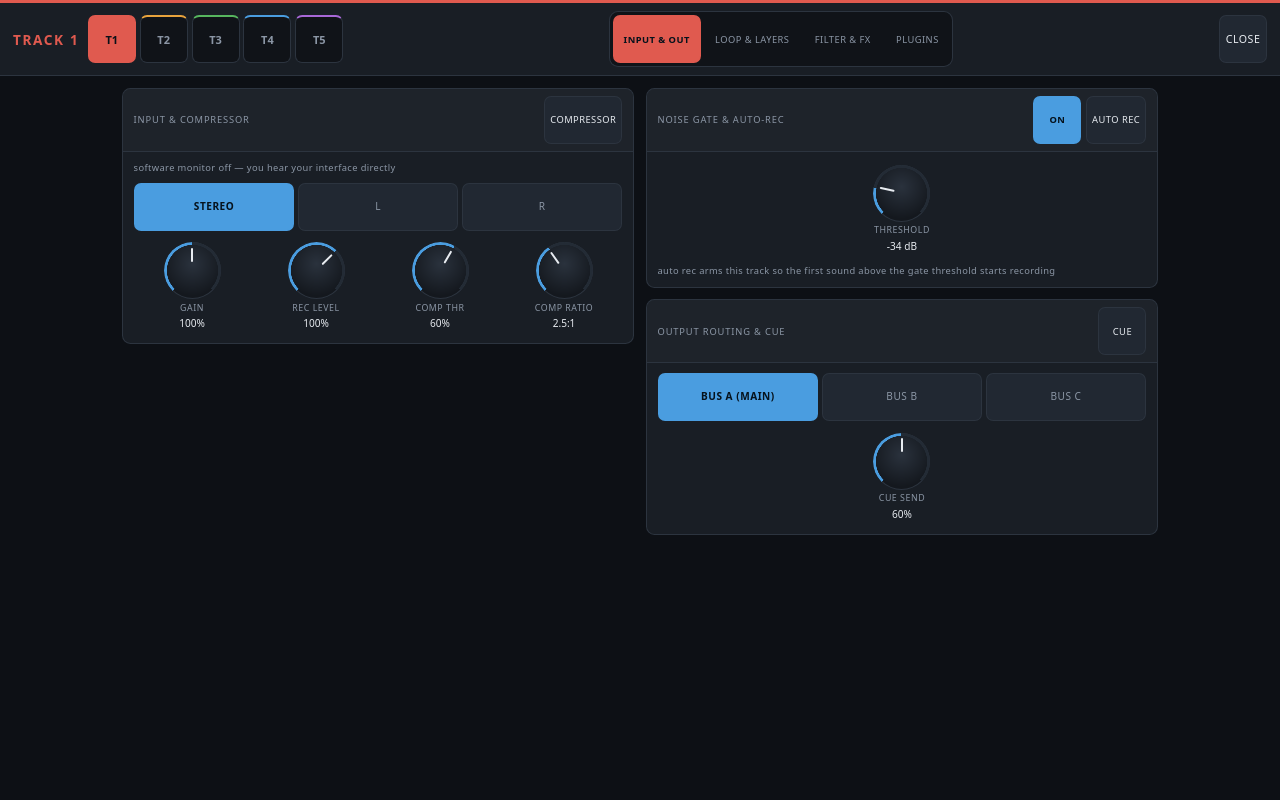 TRACK 1
T1
T2
T3
T4
T5
INPUT & OUT
LOOP & LAYERS
FILTER & FX
PLUGINS
CLOSE
INPUT & COMPRESSOR
COMPRESSOR
software monitor off — you hear your interface directly
STEREO
L
R
GAIN
REC LEVEL
COMP THR
COMP RATIO
100%
100%
60%
2.5:1
NOISE GATE & AUTO-REC
ON
AUTO REC
THRESHOLD
-34 dB
auto rec arms this track so the first sound above the gate threshold starts recording
OUTPUT ROUTING & CUE
CUE
BUS A (MAIN)
BUS B
BUS C
CUE SEND
60%